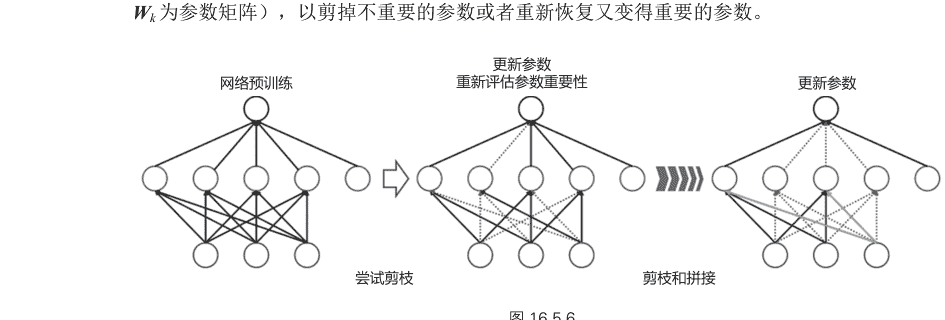 W_k为参数矩阵），以剪掉不重要的参数或者重新恢复又变得重要的参数。
网络预训练
更新参数
重新评估参数重要性
更新参数
尝试剪枝
剪枝和拼接
图 16.5.6